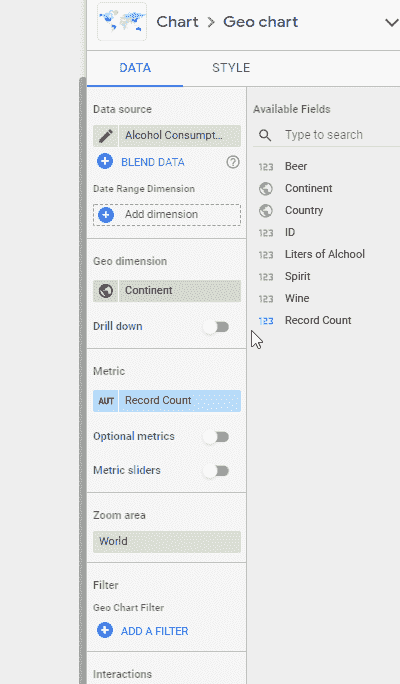 Chart > Geo chart
DATA STYLE
Data source
Alcohol Consumpt...
BLEND DATA
Date Range Dimension
Add dimension
Geo dimension
Continent
Drill down
Metric
AUT Record Count
Optional metrics
Metric sliders
Zoom area
World
Filter
Geo Chart Filter
ADD A FILTER
Interactions
Available Fields
Type to search
123 Beer
Continent
Country
123 ID
123 Liters of Alchool
123 Spirit
123 Wine
123 Record Count